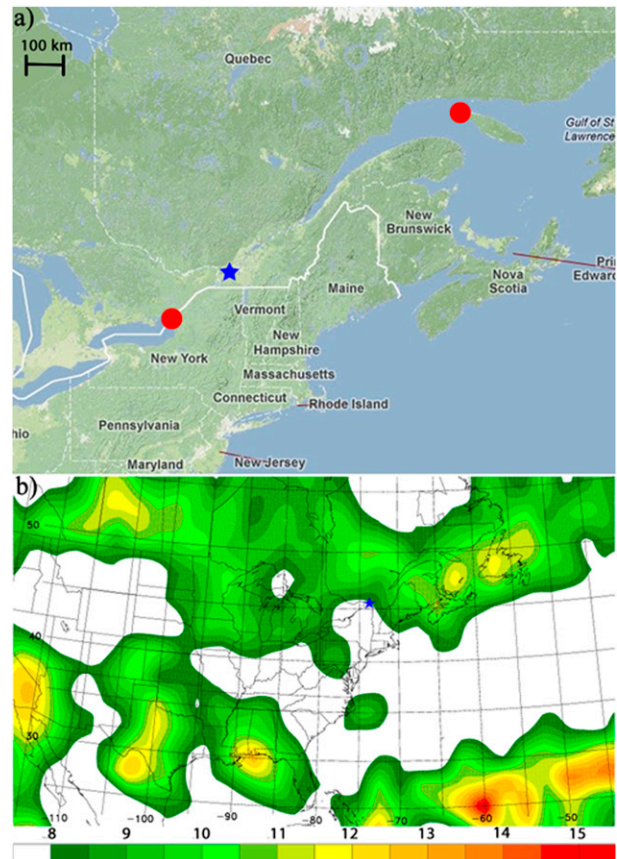 a)
100 km
Quebec
Gulf of St
Lawrence
New
Brunswick
Prin
Edward
Nova
Scotia
Maine
Vermont
New York
New
Hampshire
Massachusetts
Connecticut
Rhode Island
Pennsylvania
hio
Maryland
New Jersey
b)
50
40
30
-110
-100
-90
-80
-70
-60
-50
8 9 10 11 12 13 14 15